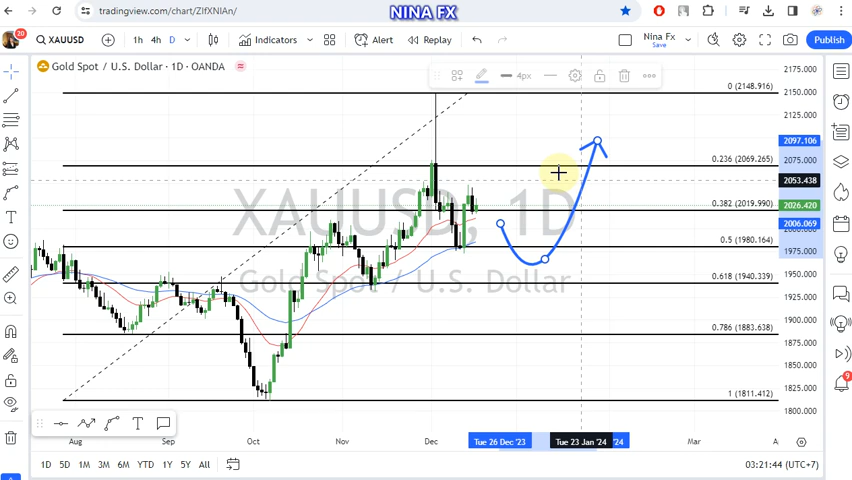 NINA FX
tradingview.com/chart/ZIfXNIAn/
20
XAUUSD
1h 4h D
Indicators
Alert
Replay
Nina Fx
Save
Publish
Gold Spot / U.S. Dollar · 1D · OANDA
4px
2175.000
0 (2148.916)
2150.000
2125.000
2097.106
0.236 (2069.265)
2075.000
2053.438
XAUUSD, 1D
0.382 (2019.990)
2026.420
2006.069
0.5 (1980.164)
1975.000
Gold Spot / U.S. Dollar
0.618 (1940.339)
1950.000
1925.000
1900.000
0.786 (1883.638)
1875.000
1850.000
1825.000
1 (1811.412)
1800.000
9
Aug Sep Oct Nov Dec Tue 26 Dec '23 Tue 23 Jan '24 '24 Mar A
1D 5D 1M 3M 6M YTD 1Y 5Y All
03:21:44 (UTC+7)